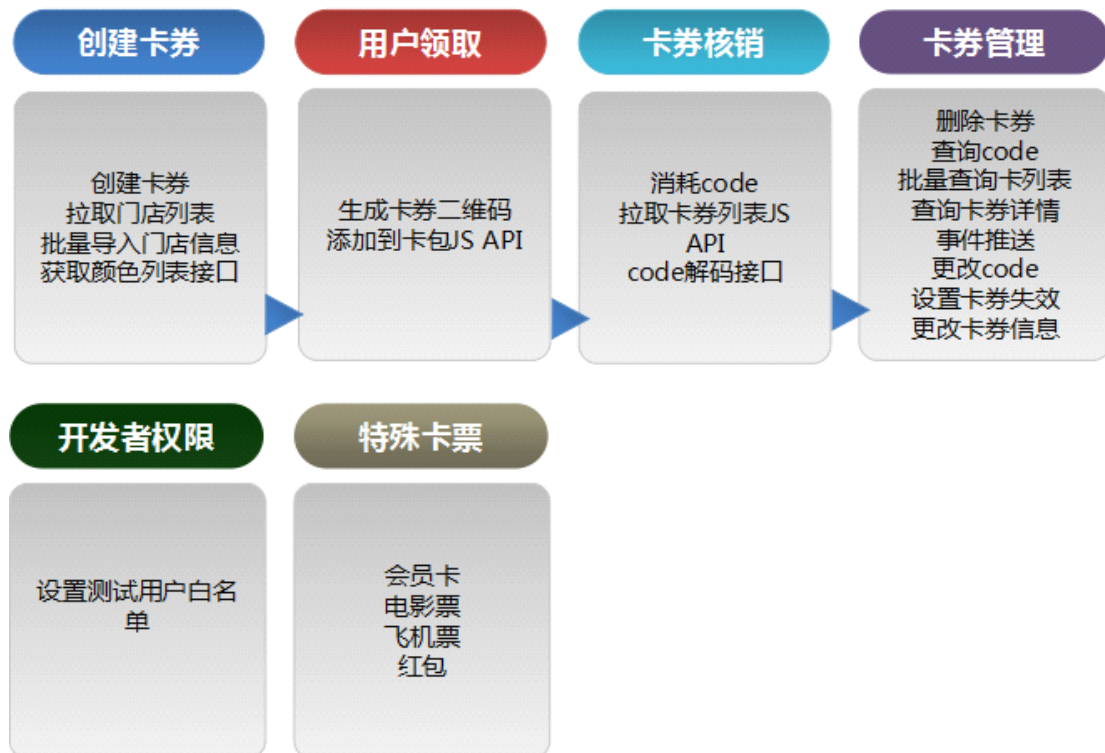 创建卡券
创建卡券
拉取门店列表
批量导入门店信息
获取颜色列表接口
用户领取
生成卡券二维码
添加到卡包JS API
卡券核销
消耗code
拉取卡券列表JS
API
code解码接口
卡券管理
删除卡券
查询code
批量查询卡列表
查询卡券详情
事件推送
更改code
设置卡券失效
更改卡券信息
开发者权限
设置测试用户白名
单
特殊卡票
会员卡
电影票
飞机票
红包